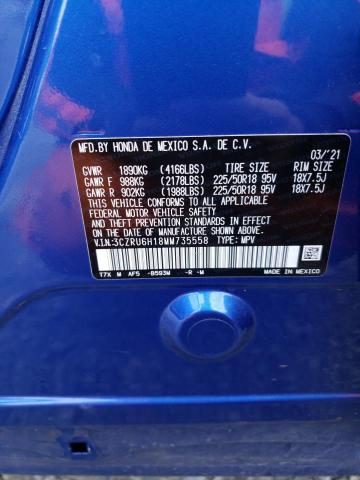 MFD.BY HONDA DE MEXICO S.A. DE C.V.
03/'21
GVWR 1890KG (4166LBS) TIRE SIZE RIM SIZE
GAWR F 988KG (2178LBS) 225/50R18 95V 18X7.5J
GAWR R 902KG (1988LBS) 225/50R18 95V 18X7.5J
THIS VEHICLE CONFORMS TO ALL APPLICABLE
FEDERAL MOTOR VEHICLE SAFETY, BUMPER,
AND THEFT PREVENTION STANDARDS IN EFFECT ON
THE DATE OF MANUFACTURE SHOWN ABOVE.
V.I.N:3CZRU6H18MM735558 TYPE: MPV
T7X M AF5 -B593M -R -M
MADE IN MEXICO